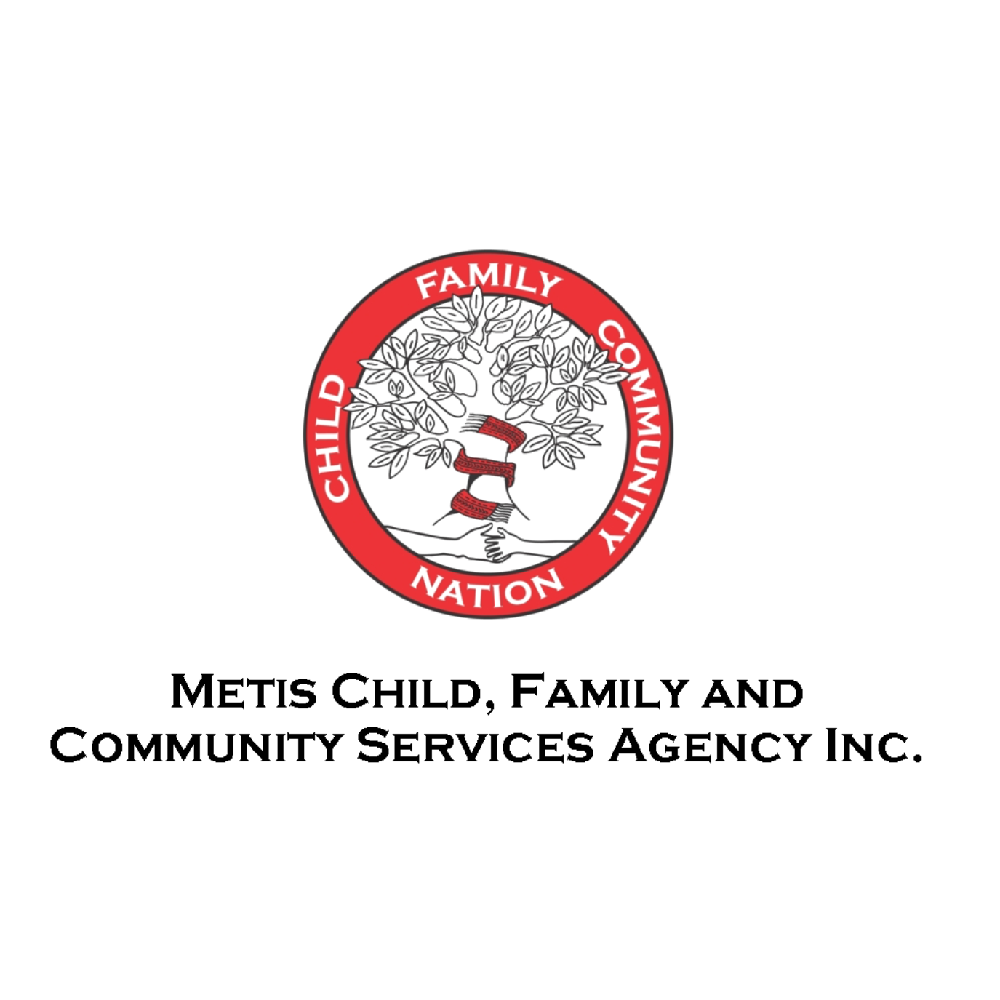 CHILD
FAMILY
COMMUNITY
NATION
METIS CHILD, FAMILY AND
COMMUNITY SERVICES AGENCY INC.